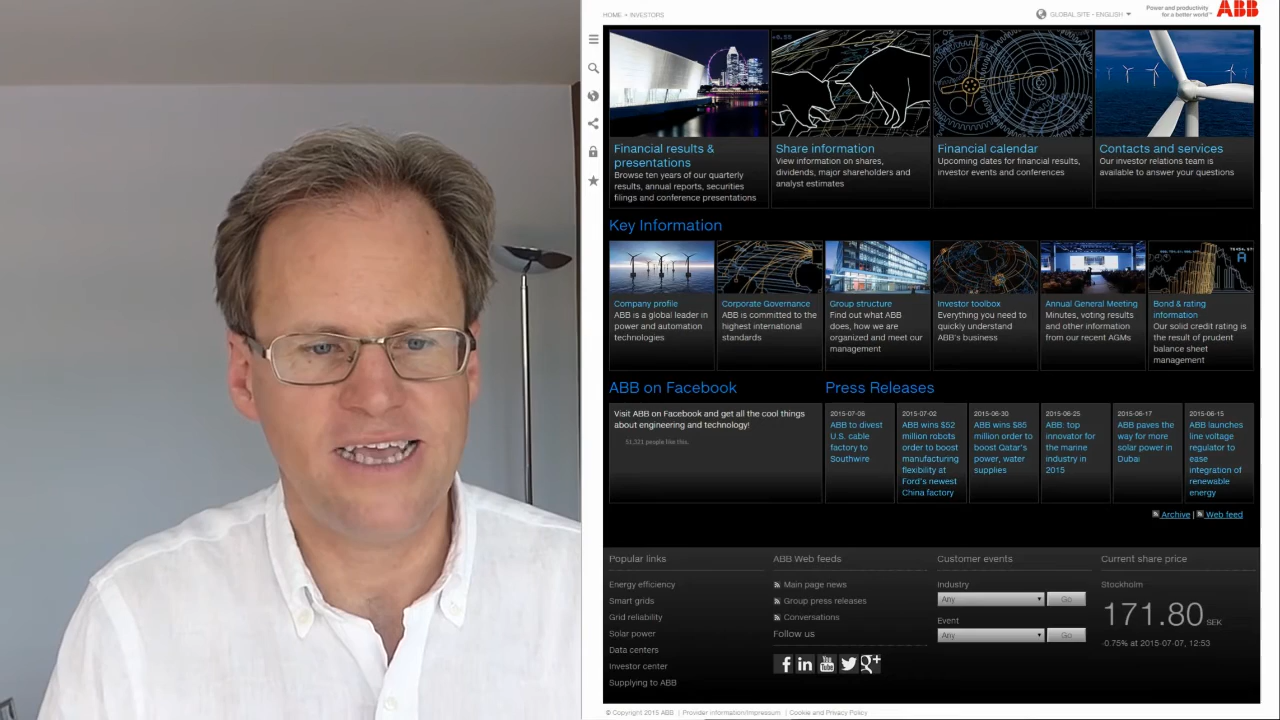 HOME > INVESTORS
GLOBAL SITE - ENGLISH
Power and productivity
for a better world™
ABB
Financial results &
presentations
Browse ten years of our quarterly
results, annual reports, securities
filings and conference presentations
Share information
View information on shares,
dividends, major shareholders and
analyst estimates
Financial calendar
Upcoming dates for financial results,
investor events and conferences
Contacts and services
Our investor relations team is
available to answer your questions
Key Information
Company profile
ABB is a global leader in
power and automation
technologies
Corporate Governance
ABB is committed to the
highest international
standards
Group structure
Find out what ABB
does, how we are
organized and meet our
management
Investor toolbox
Everything you need to
quickly understand
ABB's business
Annual General Meeting
Minutes, voting results
and other information
from our recent AGMs
Bond & rating
information
Our solid credit rating is
the result of prudent
balance sheet
management
ABB on Facebook
Visit ABB on Facebook and get all the cool things
about engineering and technology!
51,321 people like this.
Press Releases
2015-07-06
ABB to divest
U.S. cable
factory to
Southwire
2015-07-02
ABB wins $52
million robots
order to boost
manufacturing
flexibility at
Ford's newest
China factory
2015-06-30
ABB wins $85
million order to
boost Qatar's
power, water
supplies
2015-06-25
ABB: top
innovator for
the marine
industry in
2015
2015-06-17
ABB paves the
way for more
solar power in
Dubai
2015-06-15
ABB launches
line voltage
regulator to
ease
integration of
renewable
energy
Archive | Web feed
Popular links
Energy efficiency
Smart grids
Grid reliability
Solar power
Data centers
Investor center
Supplying to ABB
ABB Web feeds
Main page news
Group press releases
Conversations
Follow us
Customer events
Industry
Any Go
Event
Any Go
Current share price
Stockholm
171.80 SEK
-0.75% at 2015-07-07, 12:53
© Copyright 2015 ABB | Provider information/Impressum | Cookie and Privacy Policy